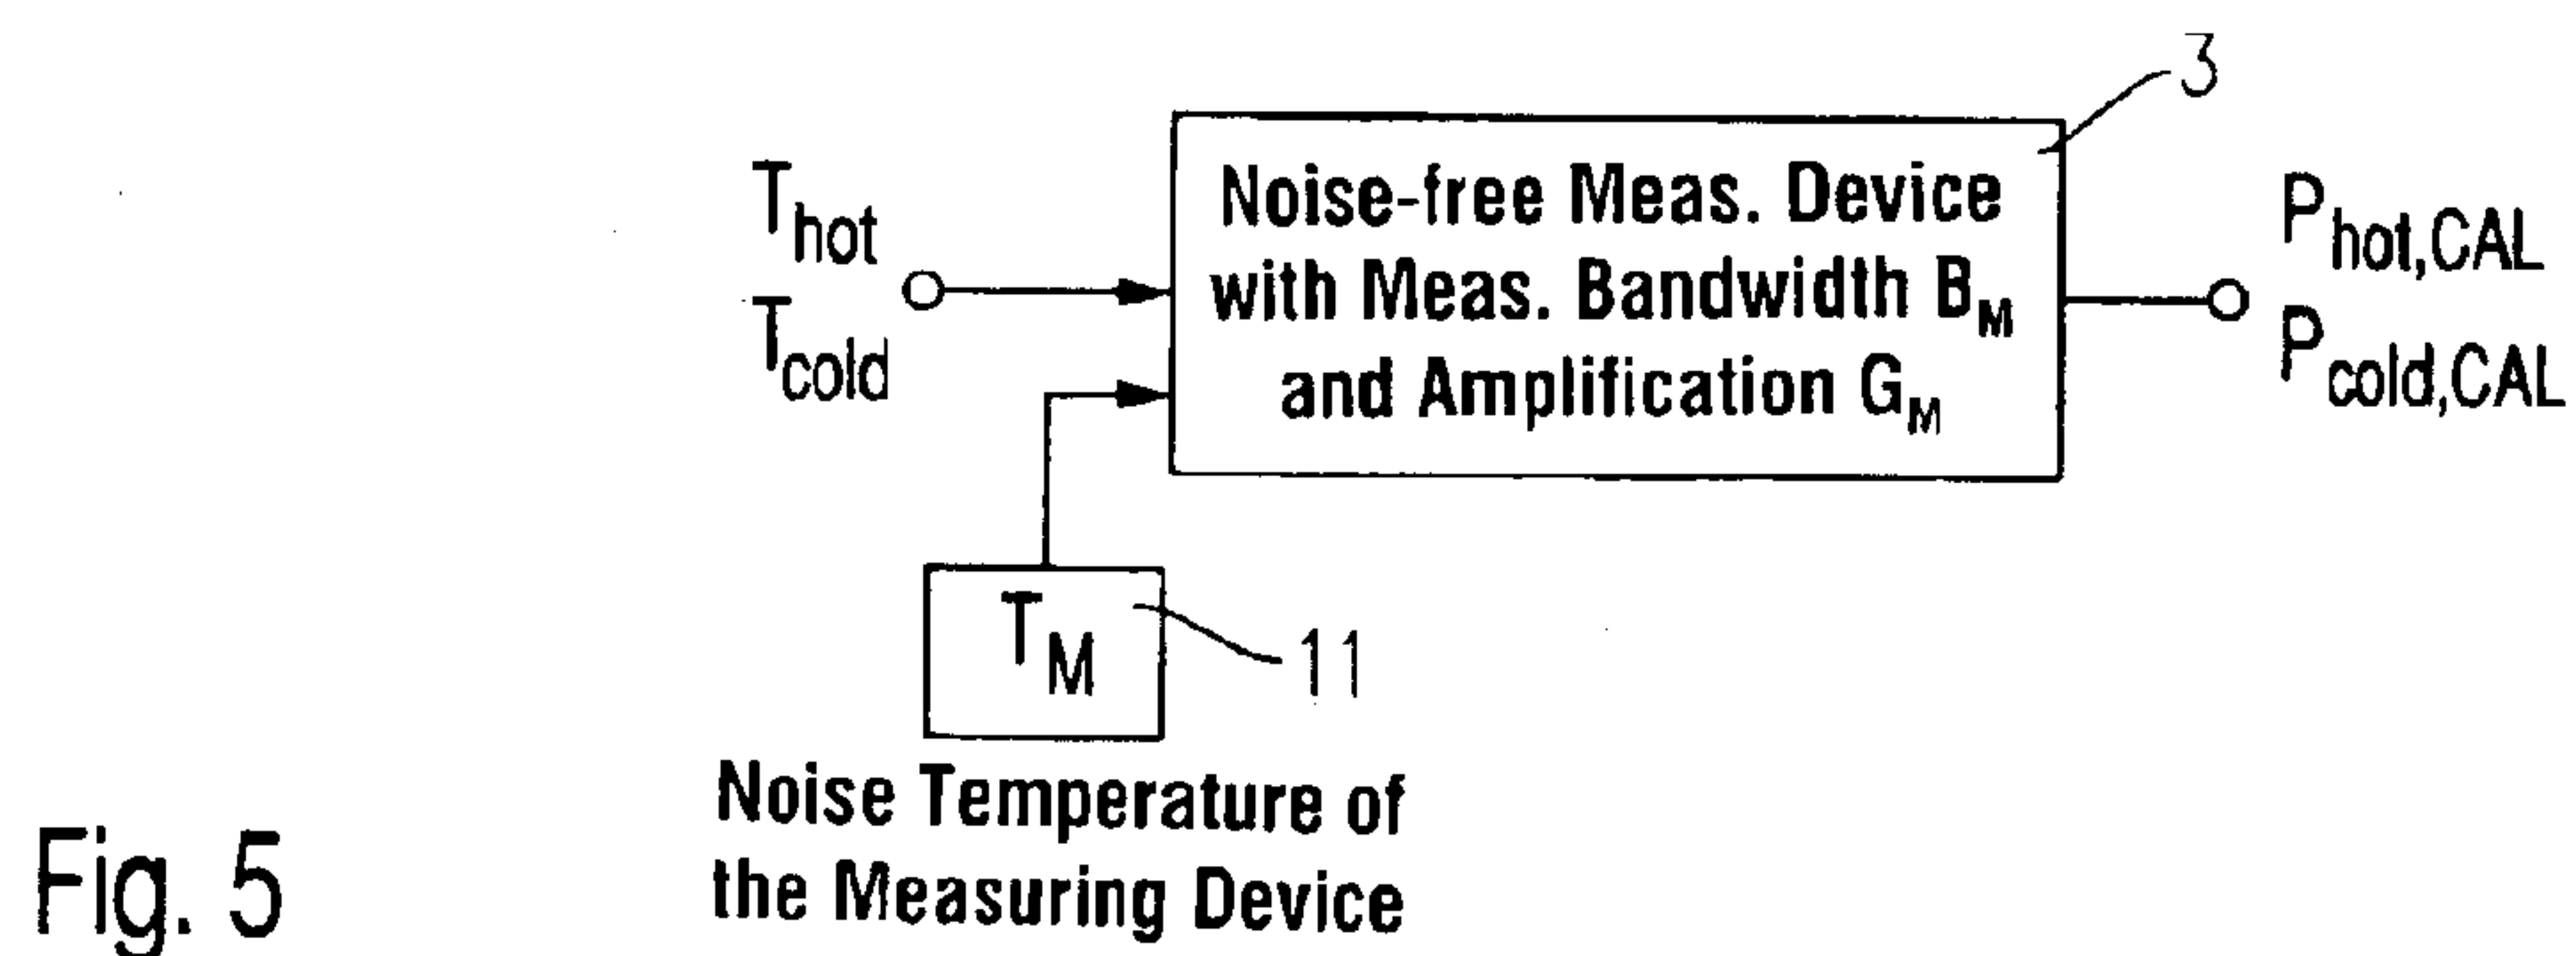 3
T_hot
T_cold
Noise-free Meas. Device
with Meas. Bandwidth B_M
and Amplification G_M
P_hot,CAL
P_cold,CAL
T_M
11
Noise Temperature of
the Measuring Device
Fig. 5